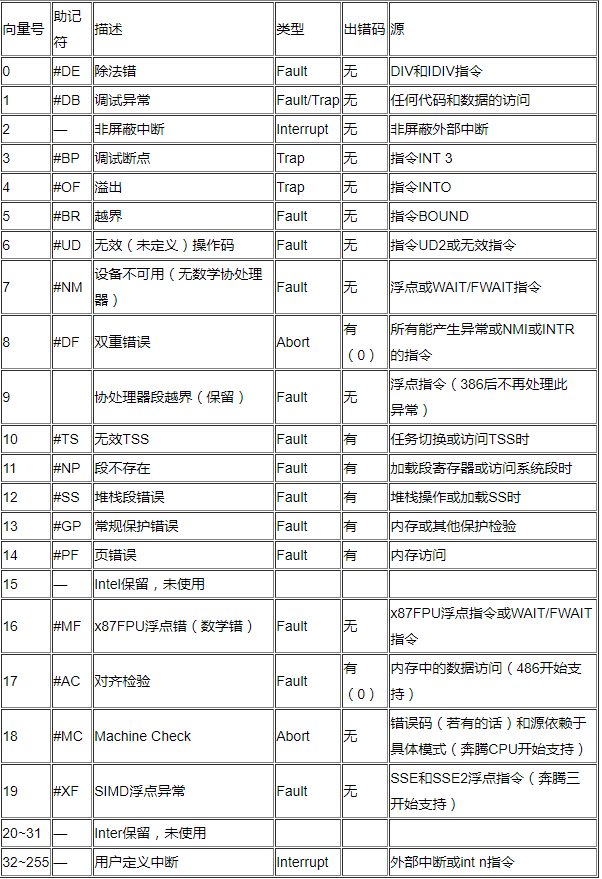 向量号 助记符 描述 类型 出错码 源
0 #DE 除法错 Fault 无 DIV和IDIV指令
1 #DB 调试异常 Fault/Trap 无 任何代码和数据的访问
2 — 非屏蔽中断 Interrupt 无 非屏蔽外部中断
3 #BP 调试断点 Trap 无 指令INT 3
4 #OF 溢出 Trap 无 指令INTO
5 #BR 越界 Fault 无 指令BOUND
6 #UD 无效（未定义）操作码 Fault 无 指令UD2或无效指令
7 #NM 设备不可用（无数学协处理器） Fault 无 浮点或WAIT/FWAIT指令
8 #DF 双重错误 Abort 有（0） 所有能产生异常或NMI或INTR的指令
9 协处理器段越界（保留） Fault 无 浮点指令（386后不再处理此异常）
10 #TS 无效TSS Fault 有 任务切换或访问TSS时
11 #NP 段不存在 Fault 有 加载段寄存器或访问系统段时
12 #SS 堆栈段错误 Fault 有 堆栈操作或加载SS时
13 #GP 常规保护错误 Fault 有 内存或其他保护检验
14 #PF 页错误 Fault 有 内存访问
15 — Intel保留，未使用
16 #MF x87FPU浮点错（数学错） Fault 无 x87FPU浮点指令或WAIT/FWAIT指令
17 #AC 对齐检验 Fault 有（0） 内存中的数据访问（486开始支持）
18 #MC Machine Check Abort 无 错误码（若有的话）和源依赖于具体模式（奔腾CPU开始支持）
19 #XF SIMD浮点异常 Fault 无 SSE和SSE2浮点指令（奔腾三开始支持）
20~31 — Inter保留，未使用
32~255 — 用户定义中断 Interrupt 外部中断或int n指令